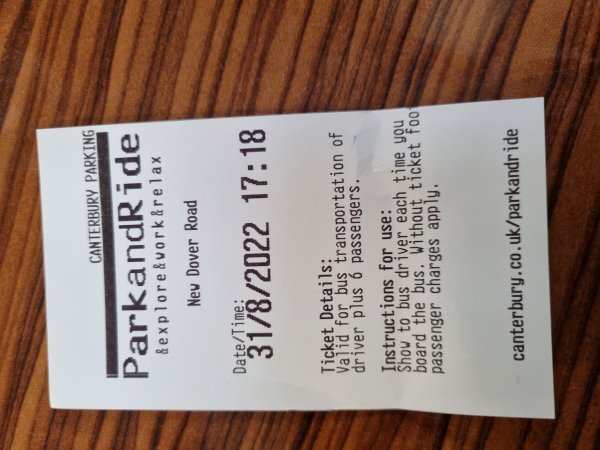 CANTERBURY PARKING
ParkandRide
&explore&work&relax
New Dover Road
Date/Time:
31/8/2022 17:18
Ticket Details:
Valid for bus transportation of
driver plus 6 passengers.
Instructions for use:
Show to bus driver each time you
board the bus. Without ticket foot
passenger charges apply.
canterbury.co.uk/parkandride